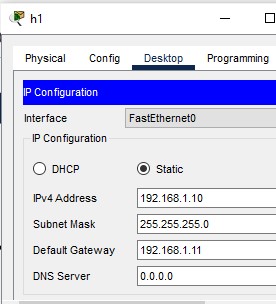 h1
Physical Config Desktop Programming
IP Configuration
Interface FastEthernet0
IP Configuration
DHCP Static
IPv4 Address 192.168.1.10
Subnet Mask 255.255.255.0
Default Gateway 192.168.1.11
DNS Server 0.0.0.0